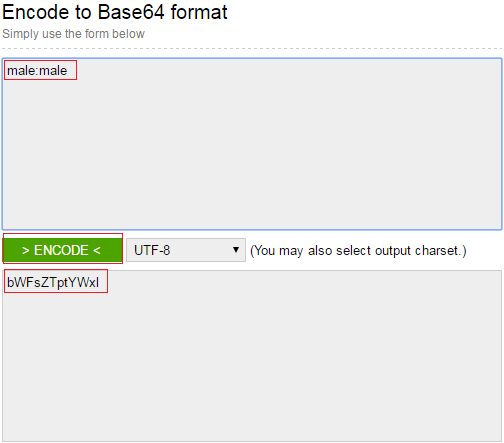 Encode to Base64 format
Simply use the form below
male:male
> ENCODE < UTF-8 (You may also select output charset.)
bWFsZTptYWxl